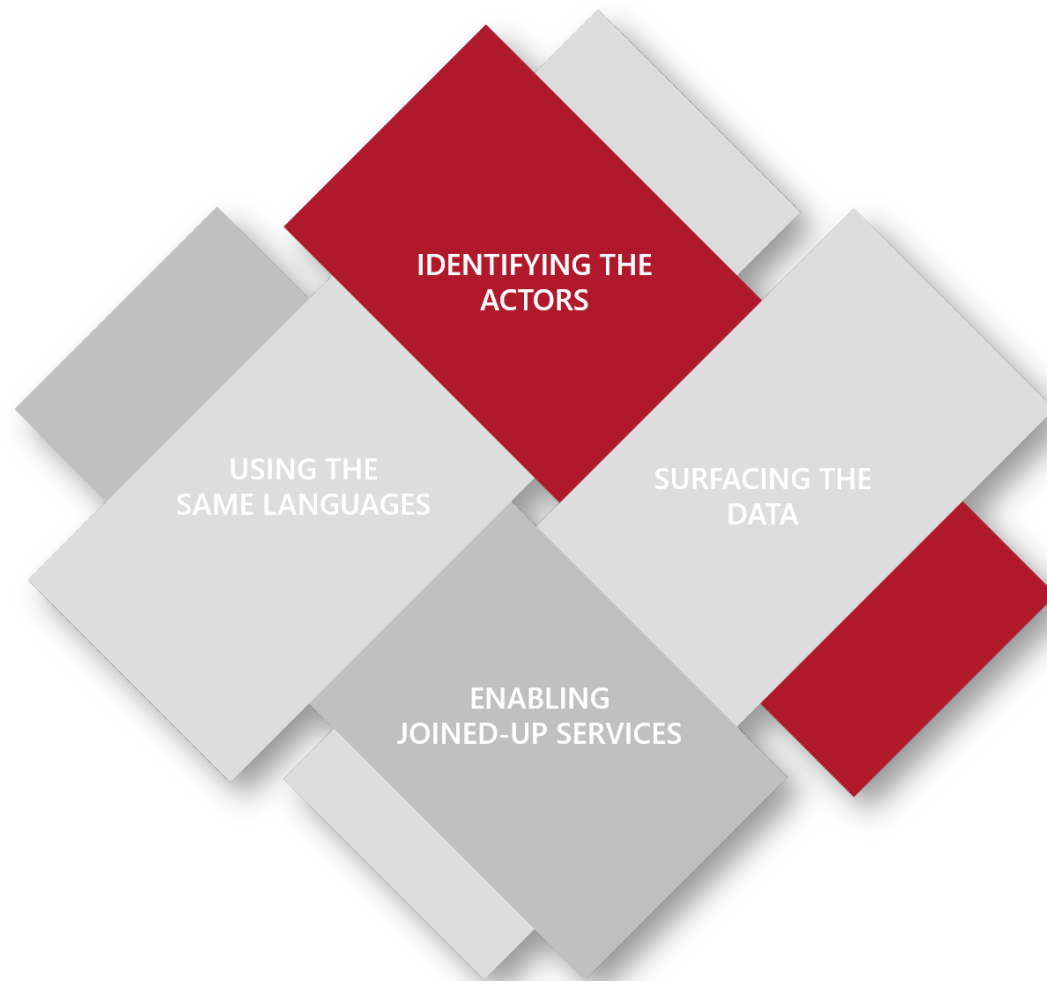 IDENTIFYING THE
ACTORS
USING THE
SAME LANGUAGES
SURFACING THE
DATA
ENABLING
JOINED-UP SERVICES